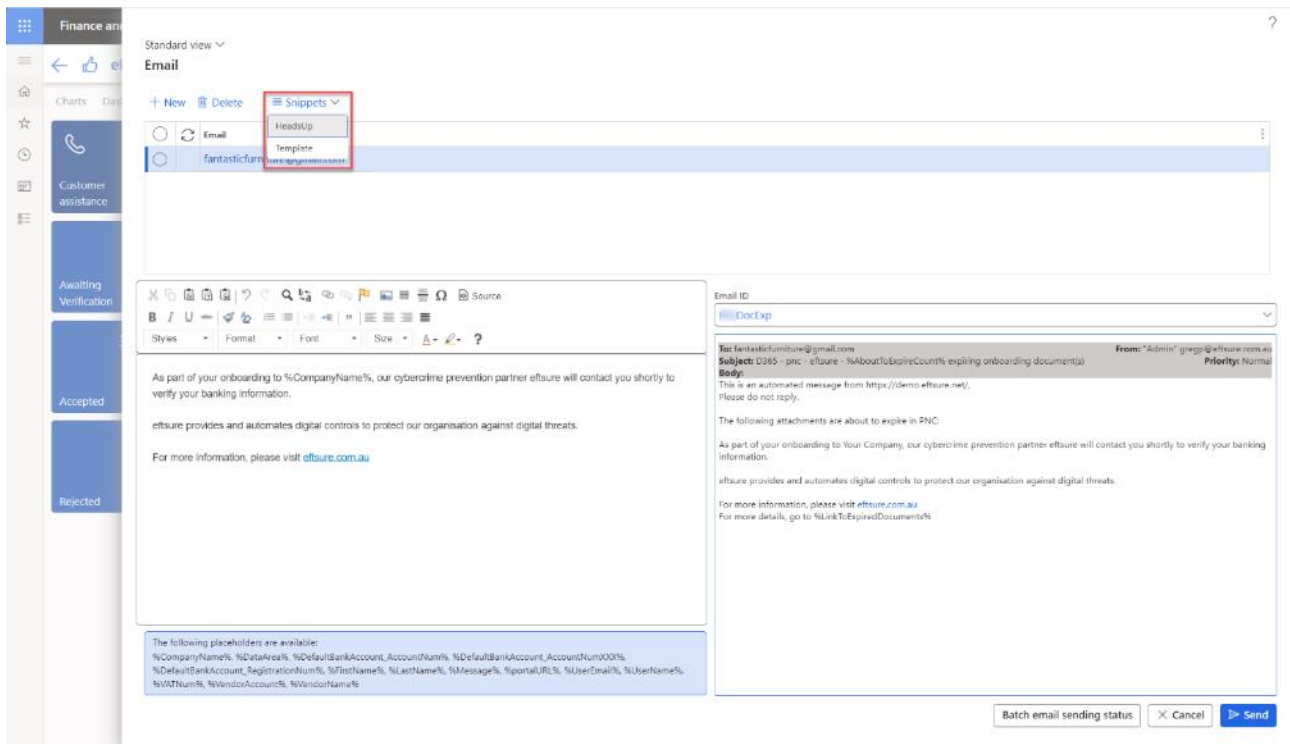 Finance an
?
Standard view
Email
el
Charts Das
New Delete Snippets
HeadsUp
Template
Email
fantasticfurniture@gmail.com
Customer
assistance
Awaiting
Verification
Accepted
Rejected
Source
B I U
Styles Format Font Size A ?
As part of your onboarding to %CompanyName%, our cybercrime prevention partner eftsure will contact you shortly to
verify your banking information.
eftsure provides and automates digital controls to protect our organisation against digital threats.
For more information, please visit eftsure.com.au
The following placeholders are available:
%CompanyName%, %DataArea%, %DefaultBankAccount_AccountNum%, %DefaultBankAccount_AccountNumXXX%,
%DefaultBankAccount_RegistrationNum%, %FirstName%, %LastName%, %Message%, %portalURL%, %UserEmail%, %UserName%,
%VATNum%, %VendorAccount%, %VendorName%
Email ID
DocExp
To: fantasticfurniture@gmail.com From: "Admin" gregp@eftsure.com.au
Subject: D365 - pnc - eftsure - %AboutToExpireCount% expiring onboarding document(s) Priority: Normal
Body:
This is an automated message from https://demo.eftsure.net/,
Please do not reply.
The following attachments are about to expire in PNC:
As part of your onboarding to Your Company, our cybercrime prevention partner eftsure will contact you shortly to verify your banking
information.
eftsure provides and automates digital controls to protect our organisation against digital threats.
For more information, please visit eftsure.com.au
For more details, go to %LinkToExpiredDocuments%
Batch email sending status Cancel Send